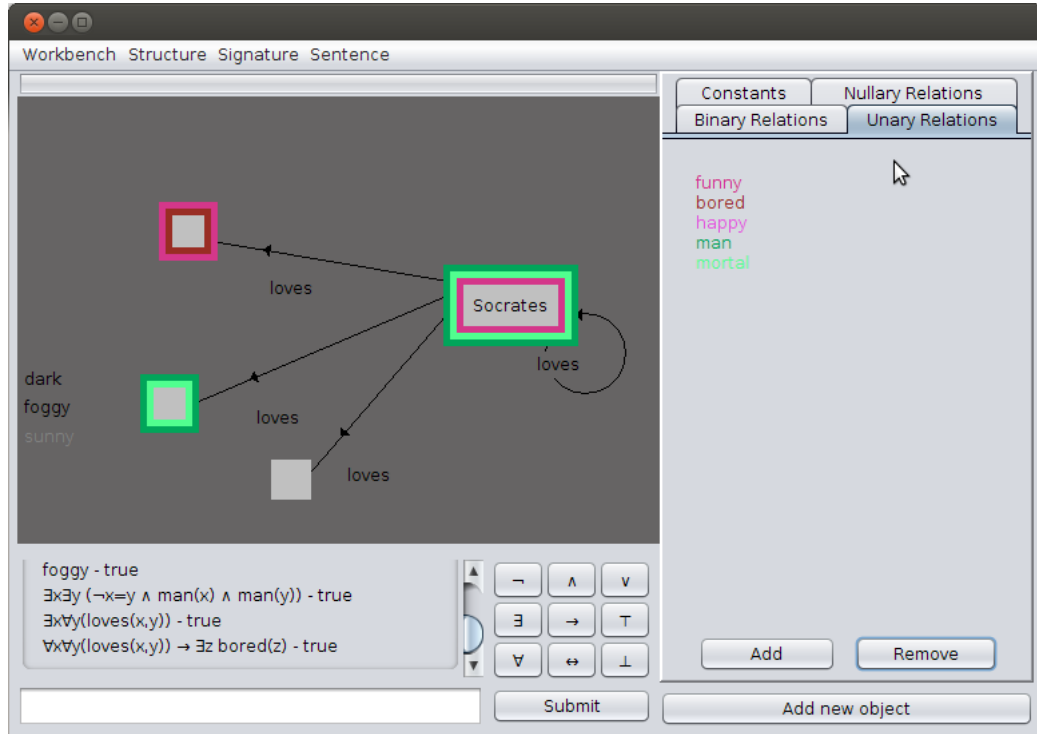 Workbench Structure Signature Sentence
Constants Nullary Relations
Binary Relations Unary Relations
funny
bored
happy
man
mortal
loves
Socrates
loves
dark
foggy
sunny
loves
loves
foggy - true
∃x∃y (¬x=y ∧ man(x) ∧ man(y)) - true
∃x∀y(loves(x,y)) - true
∀x∀y(loves(x,y)) → ∃z bored(z) - true
¬ ∧ ∨
∃ → ⊤
∀ ↔ ⊥
Add Remove
Submit
Add new object